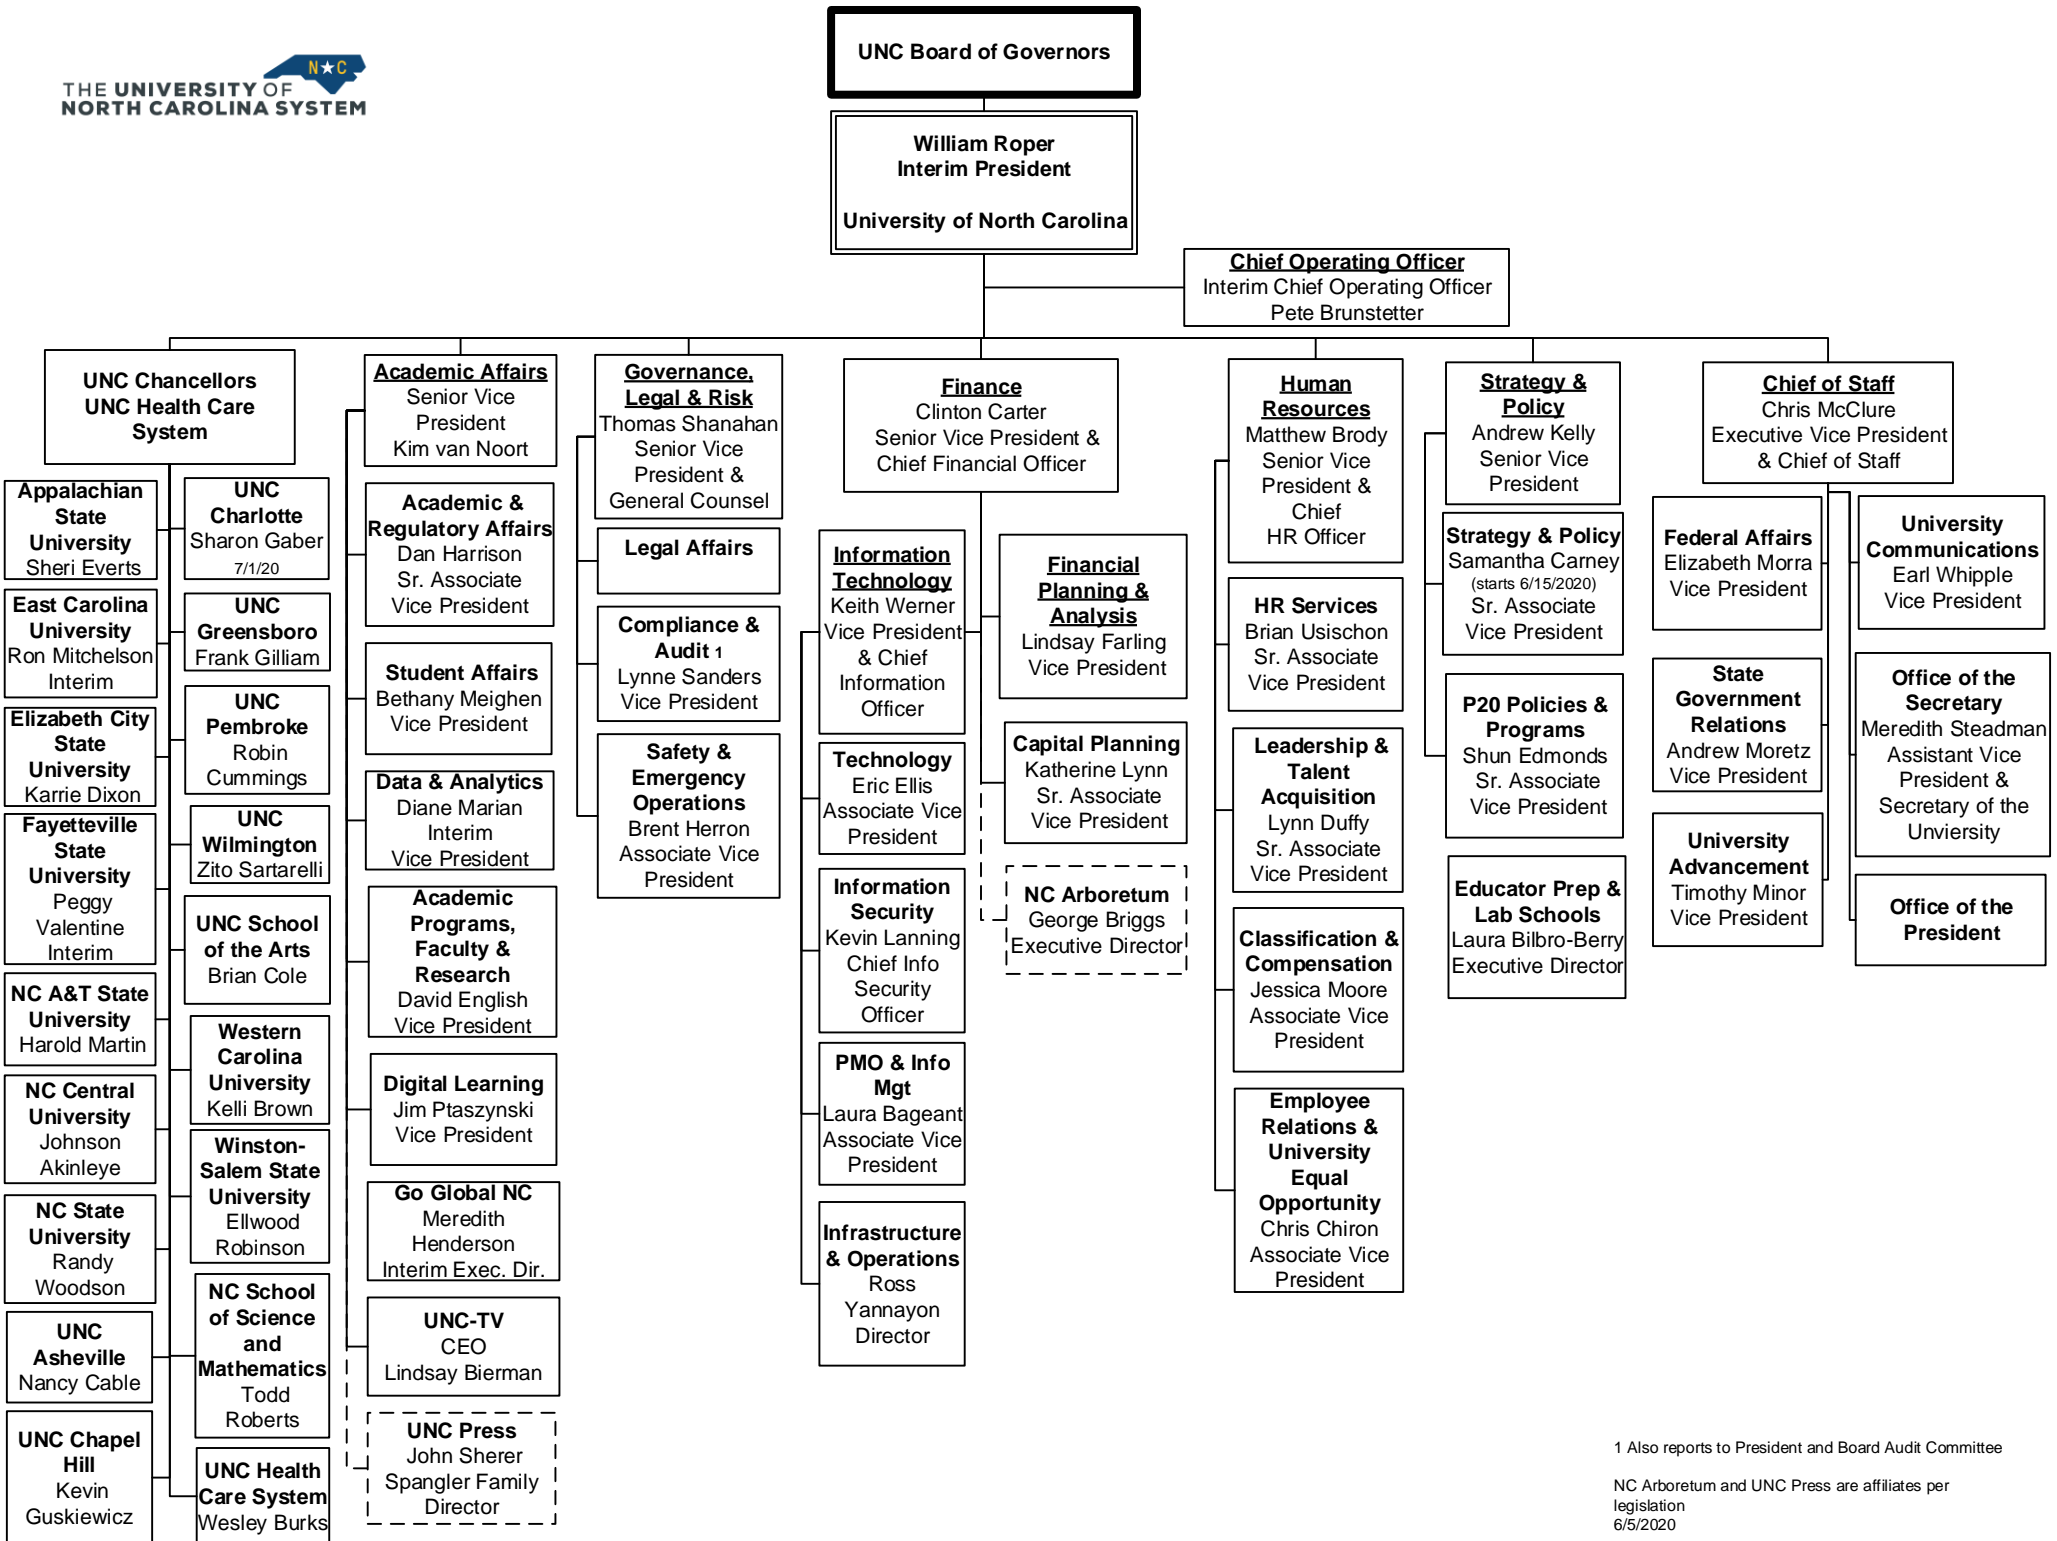 N★C
THE UNIVERSITY OF
NORTH CAROLINA SYSTEM
UNC Board of Governors
William Roper
Interim President
University of North Carolina
Chief Operating Officer
Interim Chief Operating Officer
Pete Brunstetter
UNC Chancellors
UNC Health Care
System
Appalachian
State
University
Sheri Everts
East Carolina
University
Ron Mitchelson
Interim
Elizabeth City
State
University
Karrie Dixon
Fayetteville
State
University
Peggy
Valentine
Interim
NC A&T State
University
Harold Martin
NC Central
University
Johnson
Akinleye
NC State
University
Randy
Woodson
UNC
Asheville
Nancy Cable
UNC Chapel
Hill
Kevin
Guskiewicz
UNC
Charlotte
Sharon Gaber
7/1/20
UNC
Greensboro
Frank Gilliam
UNC
Pembroke
Robin
Cummings
UNC
Wilmington
Zito Sartarelli
UNC School
of the Arts
Brian Cole
Western
Carolina
University
Kelli Brown
Winston-
Salem State
University
Ellwood
Robinson
NC School
of Science
and
Mathematics
Todd
Roberts
UNC Health
Care System
Wesley Burks
Academic Affairs
Senior Vice
President
Kim van Noort
Academic &
Regulatory Affairs
Dan Harrison
Sr. Associate
Vice President
Student Affairs
Bethany Meighen
Vice President
Data & Analytics
Diane Marian
Interim
Vice President
Academic
Programs,
Faculty &
Research
David English
Vice President
Digital Learning
Jim Ptaszynski
Vice President
Go Global NC
Meredith
Henderson
Interim Exec. Dir.
UNC-TV
CEO
Lindsay Bierman
UNC Press
John Sherer
Spangler Family
Director
Governance,
Legal & Risk
Thomas Shanahan
Senior Vice
President &
General Counsel
Legal Affairs
Compliance &
Audit 1
Lynne Sanders
Vice President
Safety &
Emergency
Operations
Brent Herron
Associate Vice
President
Finance
Clinton Carter
Senior Vice President &
Chief Financial Officer
Information
Technology
Keith Werner
Vice President
& Chief
Information
Officer
Technology
Eric Ellis
Associate Vice
President
Information
Security
Kevin Lanning
Chief Info
Security
Officer
PMO & Info
Mgt
Laura Bageant
Associate Vice
President
Infrastructure
& Operations
Ross
Yannayon
Director
Financial
Planning &
Analysis
Lindsay Farling
Vice President
Capital Planning
Katherine Lynn
Sr. Associate
Vice President
NC Arboretum
George Briggs
Executive Director
Human
Resources
Matthew Brody
Senior Vice
President &
Chief
HR Officer
HR Services
Brian Usischon
Sr. Associate
Vice President
Leadership &
Talent
Acquisition
Lynn Duffy
Sr. Associate
Vice President
Classification &
Compensation
Jessica Moore
Associate Vice
President
Employee
Relations &
University
Equal
Opportunity
Chris Chiron
Associate Vice
President
Strategy &
Policy
Andrew Kelly
Senior Vice
President
Strategy & Policy
Samantha Carney
(starts 6/15/2020)
Sr. Associate
Vice President
P20 Policies &
Programs
Shun Edmonds
Sr. Associate
Vice President
Educator Prep &
Lab Schools
Laura Bilbro-Berry
Executive Director
Chief of Staff
Chris McClure
Executive Vice President
& Chief of Staff
Federal Affairs
Elizabeth Morra
Vice President
State
Government
Relations
Andrew Moretz
Vice President
University
Advancement
Timothy Minor
Vice President
University
Communications
Earl Whipple
Vice President
Office of the
Secretary
Meredith Steadman
Assistant Vice
President &
Secretary of the
Unviersity
Office of the
President
1 Also reports to President and Board Audit Committee
NC Arboretum and UNC Press are affiliates per
legislation
6/5/2020